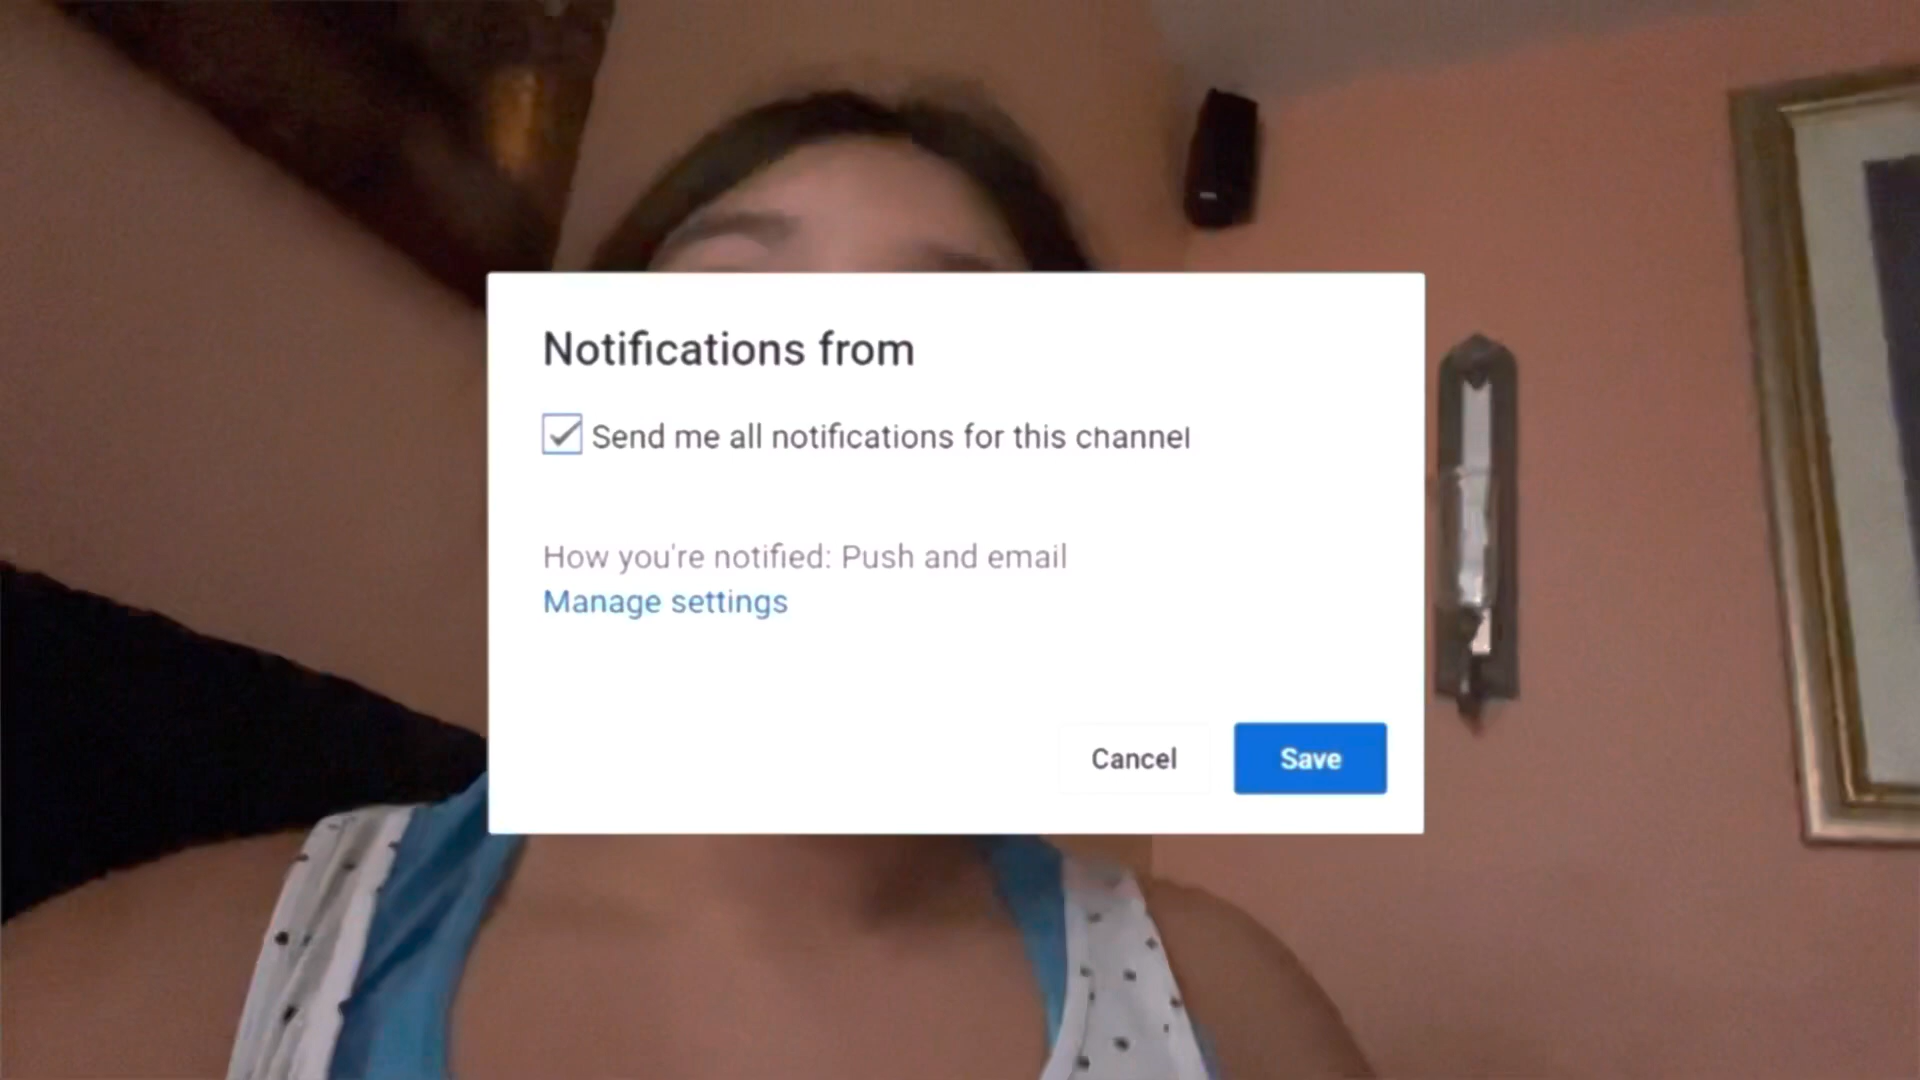 Notifications from
Send me all notifications for this channel
How you're notified: Push and email
Manage settings
Cancel
Save